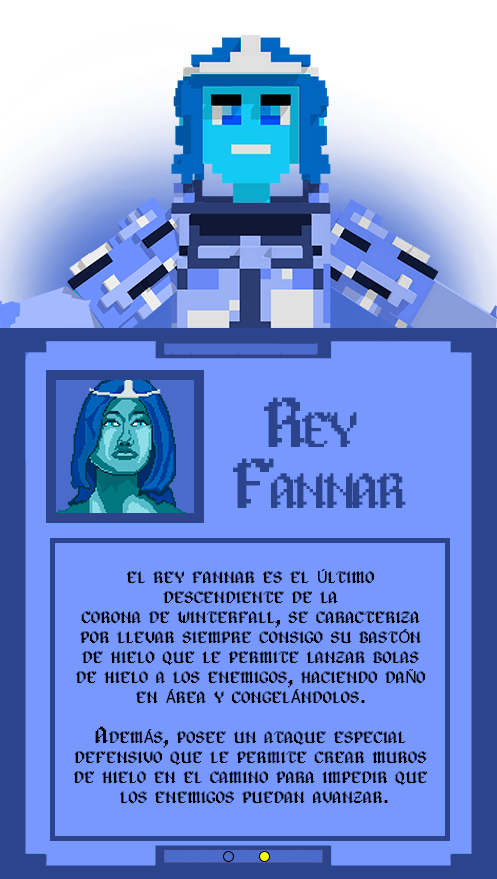 Rey
Fannar
El rey Fannar es el último
descendiente de la
corona de Winterfall, se caracteriza
por llevar siempre consigo su bastón
de hielo que le permite lanzar bolas
de hielo a los enemigos, haciendo daño
en área y congelándolos.
Además, posee un ataque especial
defensivo que le permite crear muros
de hielo en el camino para impedir que
los enemigos puedan avanzar.